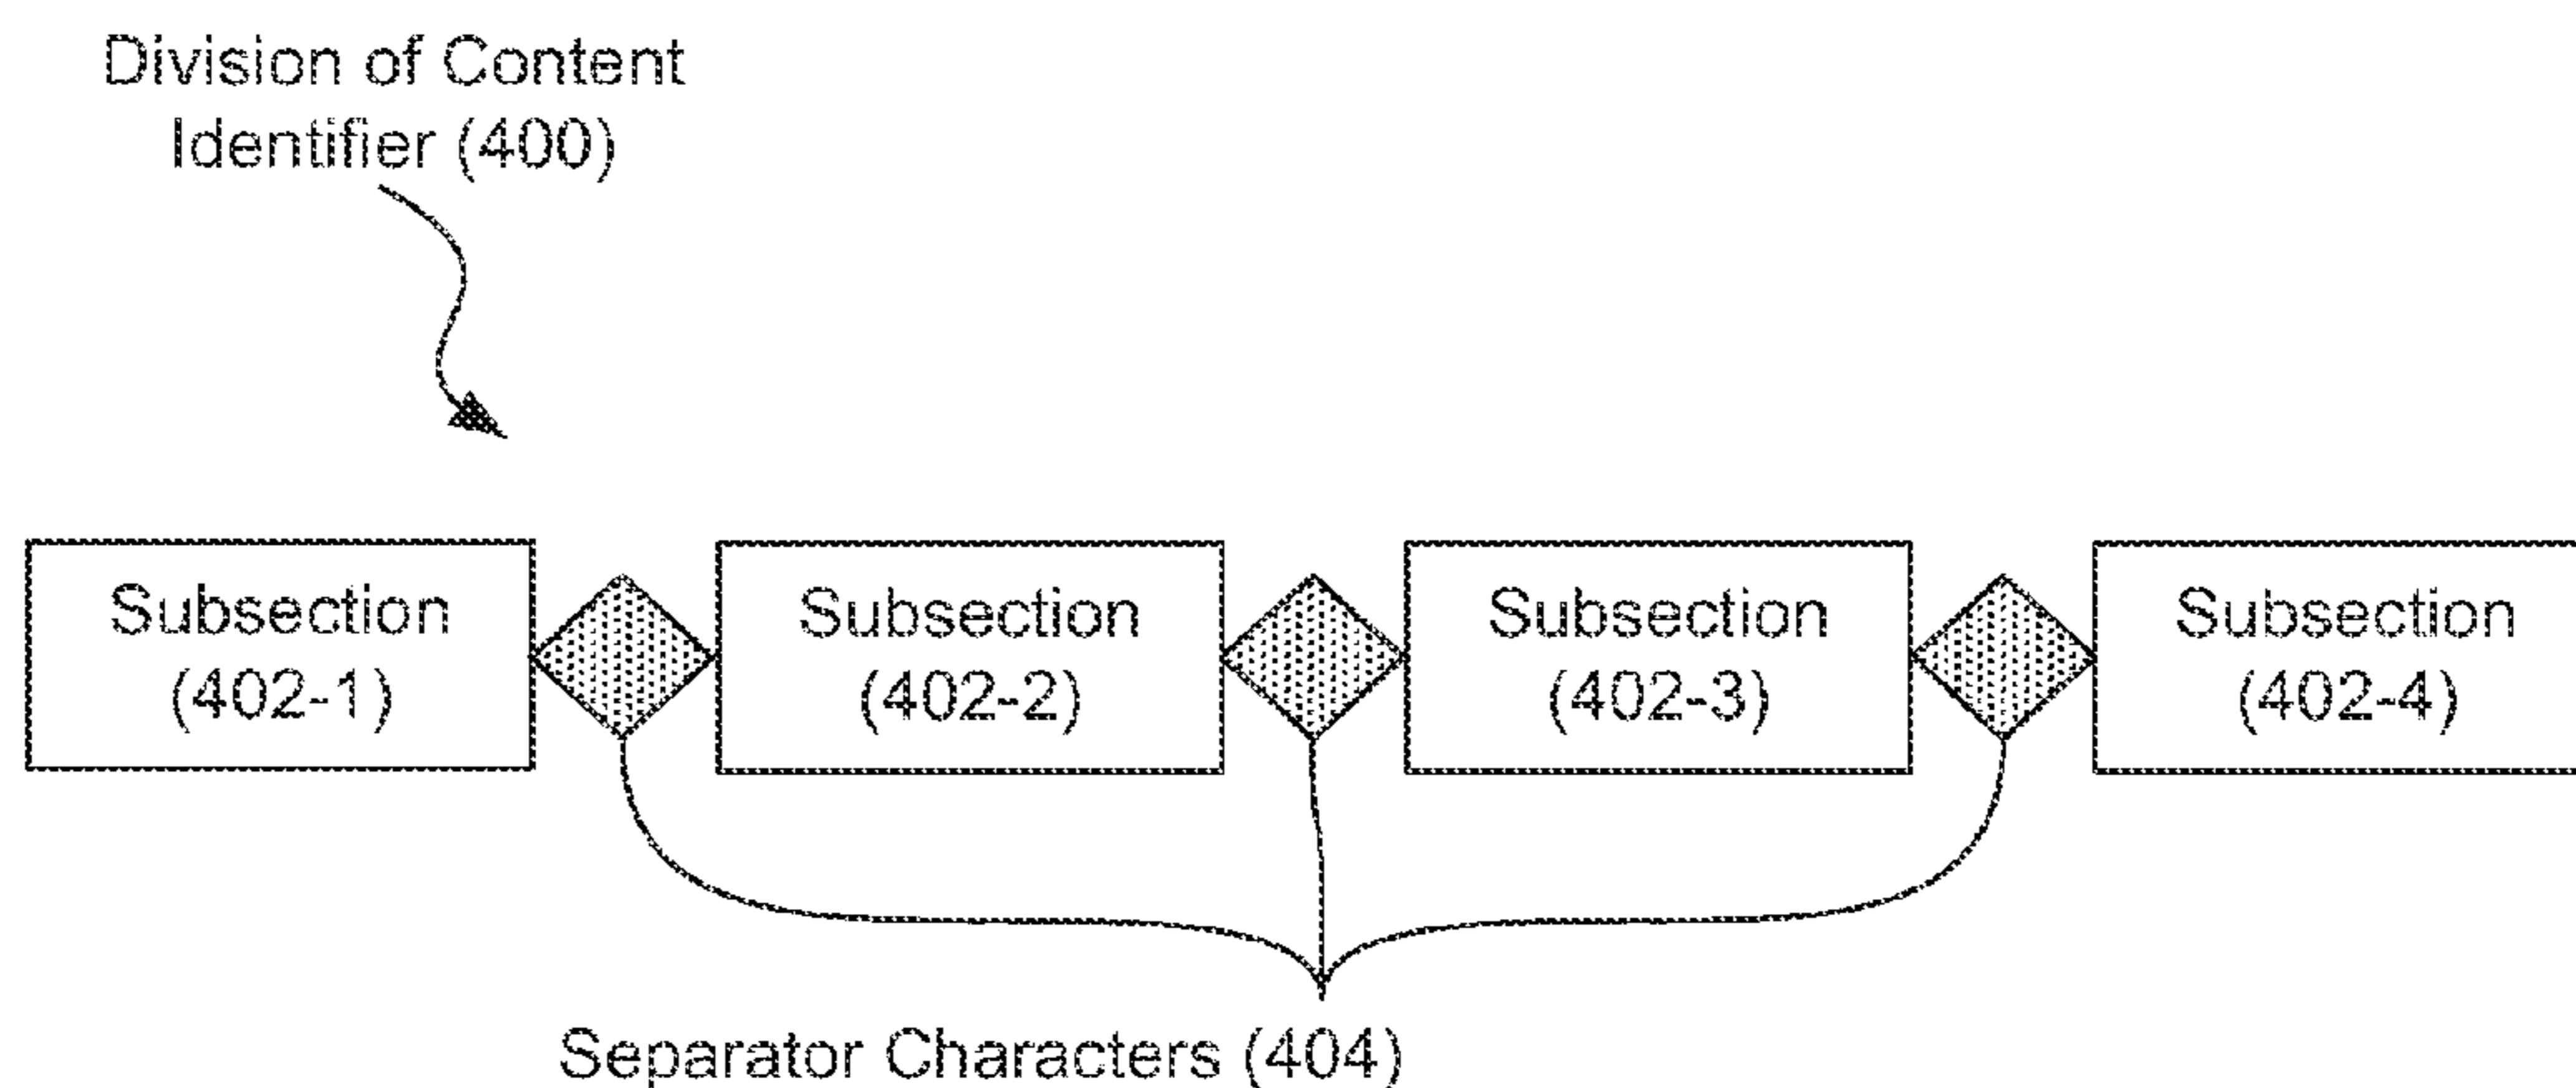 Division of Content
Identifier (400)
Subsection
(402-1)
Subsection
(402-2)
Subsection
(402-3)
Subsection
(402-4)
Separator Characters (404)